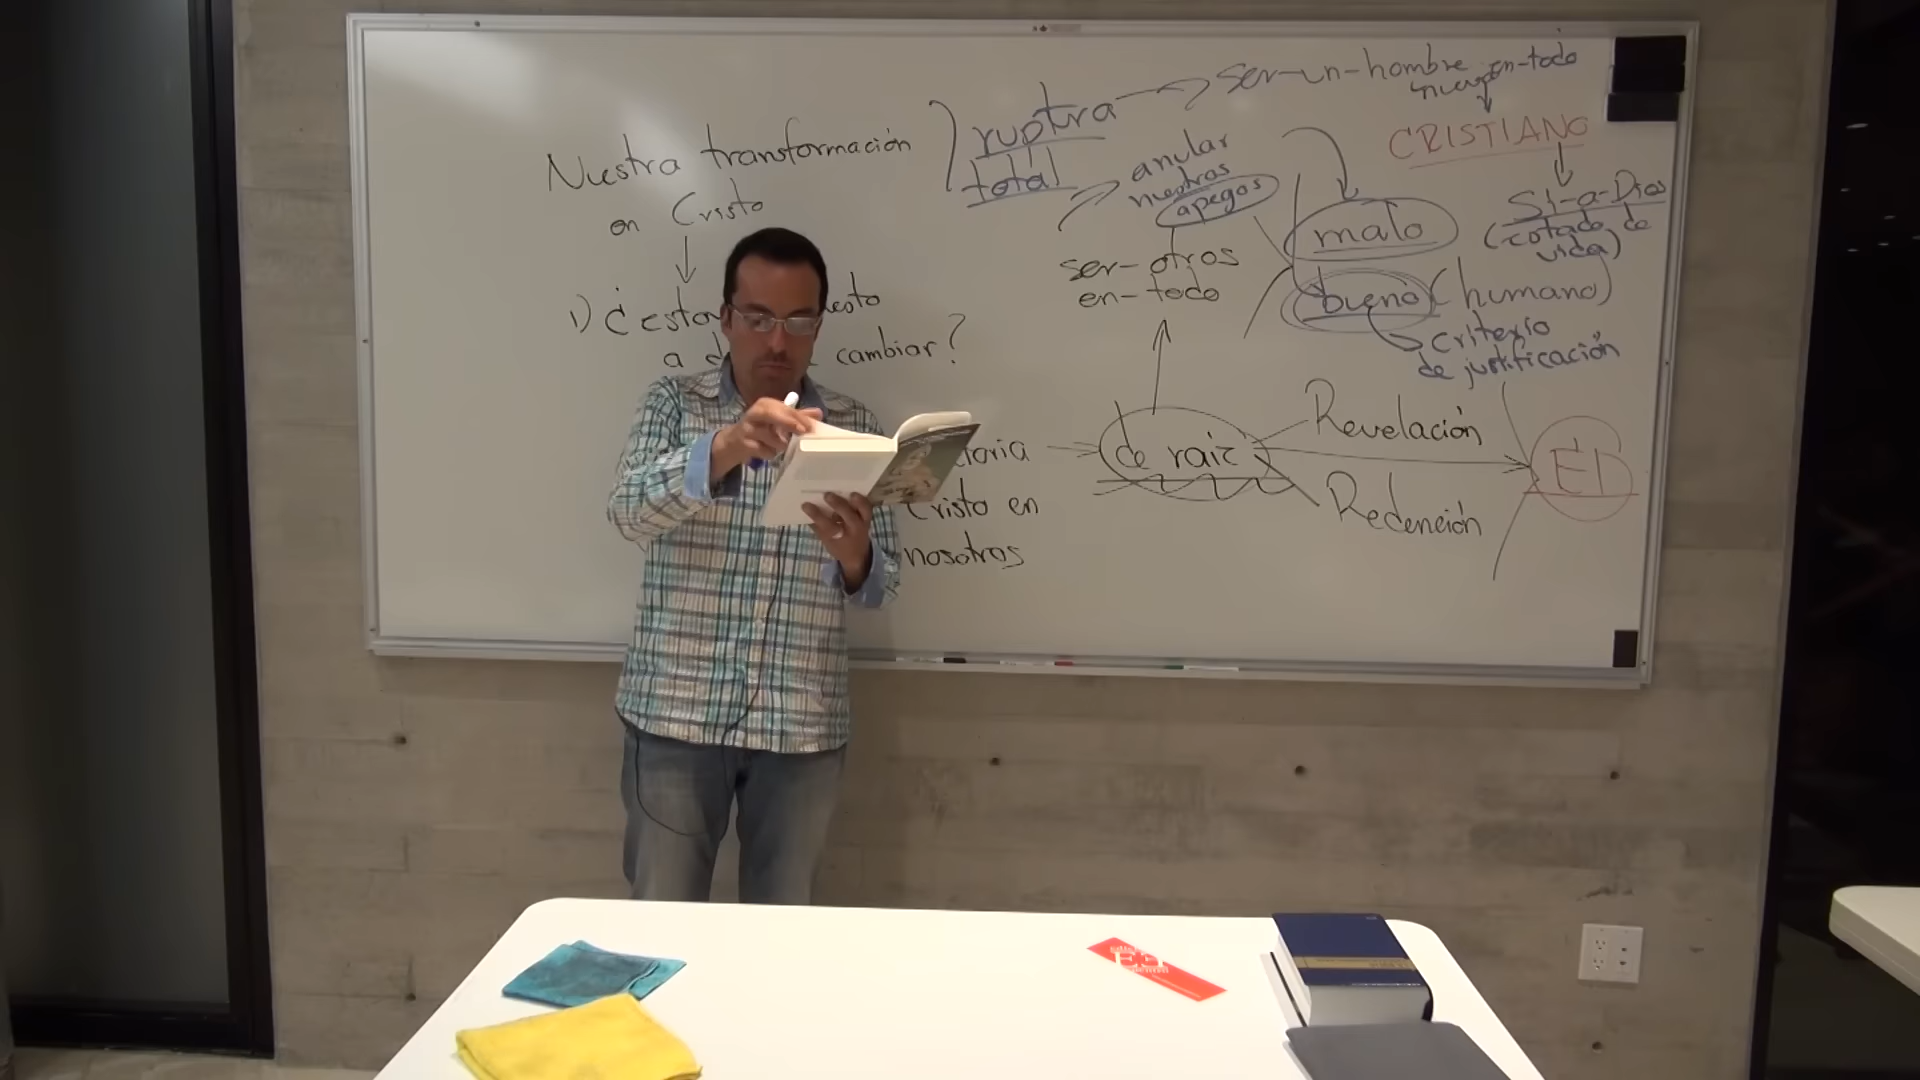 Nuestra transformación
en Cristo
1) ¿estoy
a cambiar?
ruptura
total
ser-un-hombre
nuevo en-todo
CRISTIANO
Sí-a-Dios
de
vida)
anular
nuestros
apegos
malo
bueno (humano)
criterio
de justificación
ser-otros
en-todo
de raíz
Revelación
Redención
Él
Cristo en
nosotros